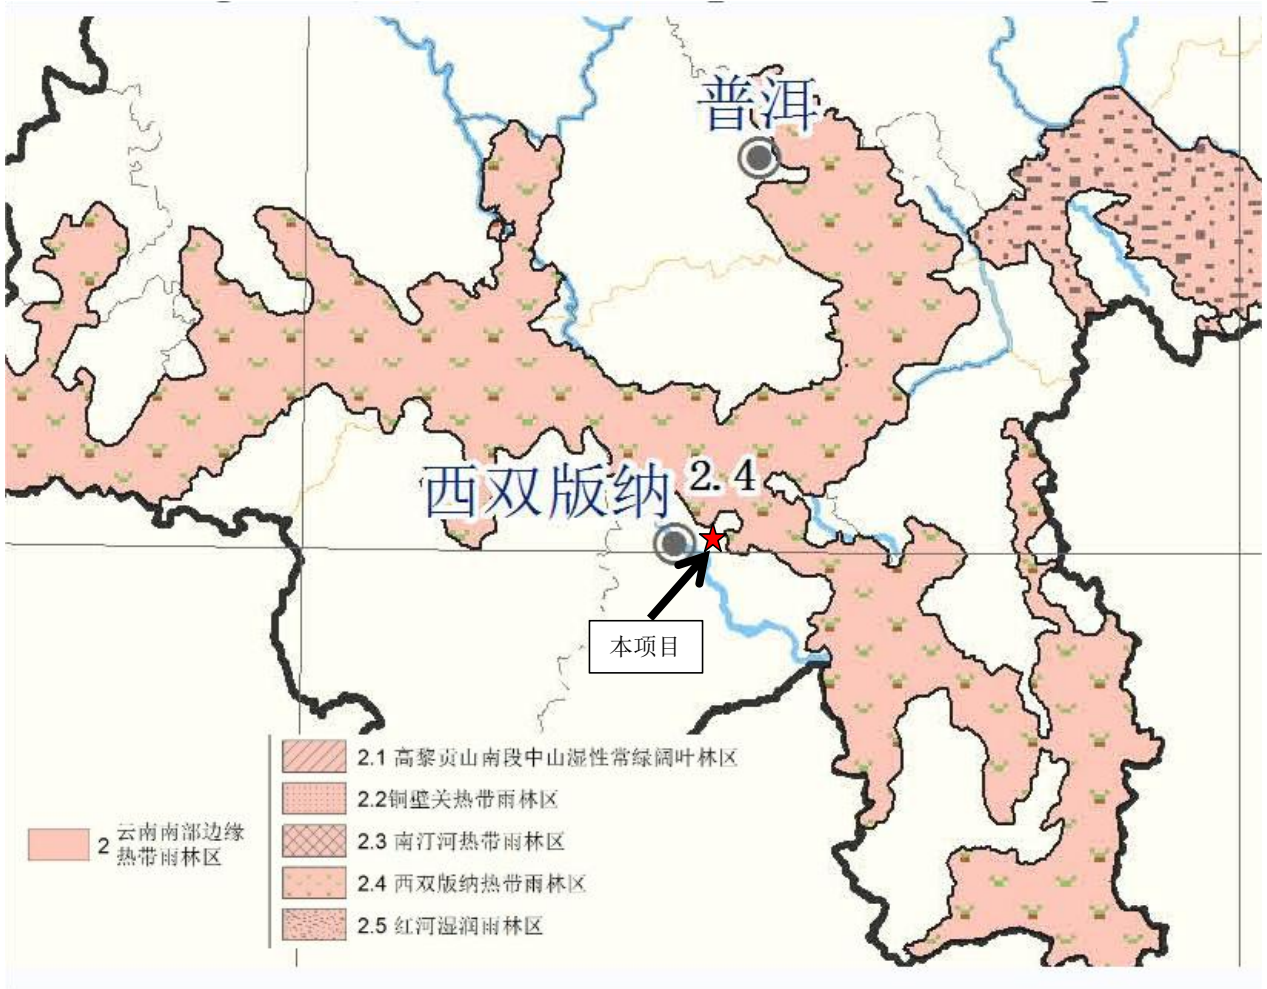 普洱
西双版纳 2.4
本项目
2 云南南部边缘
热带雨林区
2.1 高黎贡山南段中山湿性常绿阔叶林区
2.2铜壁关热带雨林区
2.3 南汀河热带雨林区
2.4 西双版纳热带雨林区
2.5 红河湿润雨林区